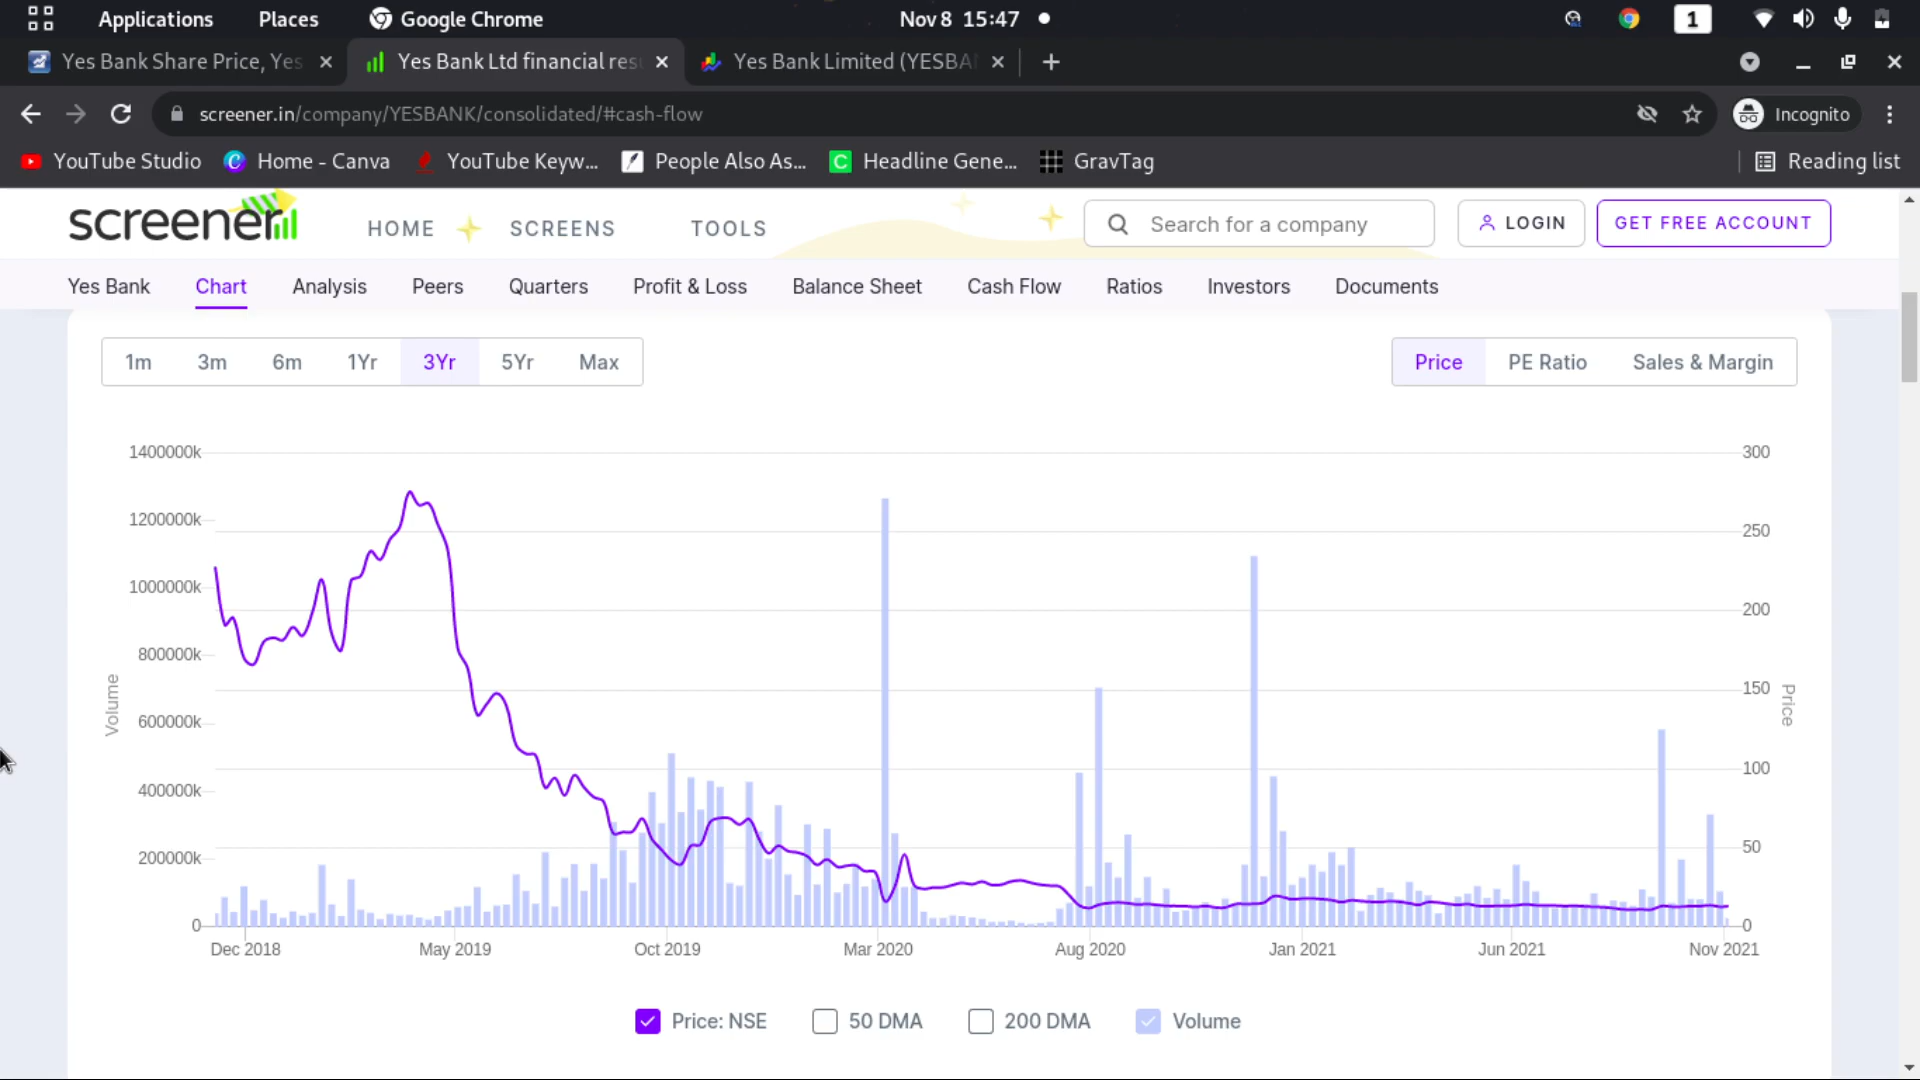 Applications Places Google Chrome Nov 8 15:47 1
Yes Bank Share Price, Yes Yes Bank Ltd financial res Yes Bank Limited (YESBA
screener.in/company/YESBANK/consolidated/#cash-flow Incognito
YouTube Studio Home - Canva YouTube Keyw... People Also As... Headline Gene... GravTag Reading list
screener HOME SCREENS TOOLS Search for a company LOGIN GET FREE ACCOUNT
Yes Bank Chart Analysis Peers Quarters Profit & Loss Balance Sheet Cash Flow Ratios Investors Documents
1m 3m 6m 1Yr 3Yr 5Yr Max Price PE Ratio Sales & Margin
1400000k 300
1200000k 250
1000000k 200
800000k
Volume 600000k 150 Price
400000k 100
200000k 50
0 0
Dec 2018 May 2019 Oct 2019 Mar 2020 Aug 2020 Jan 2021 Jun 2021 Nov 2021
Price: NSE 50 DMA 200 DMA Volume